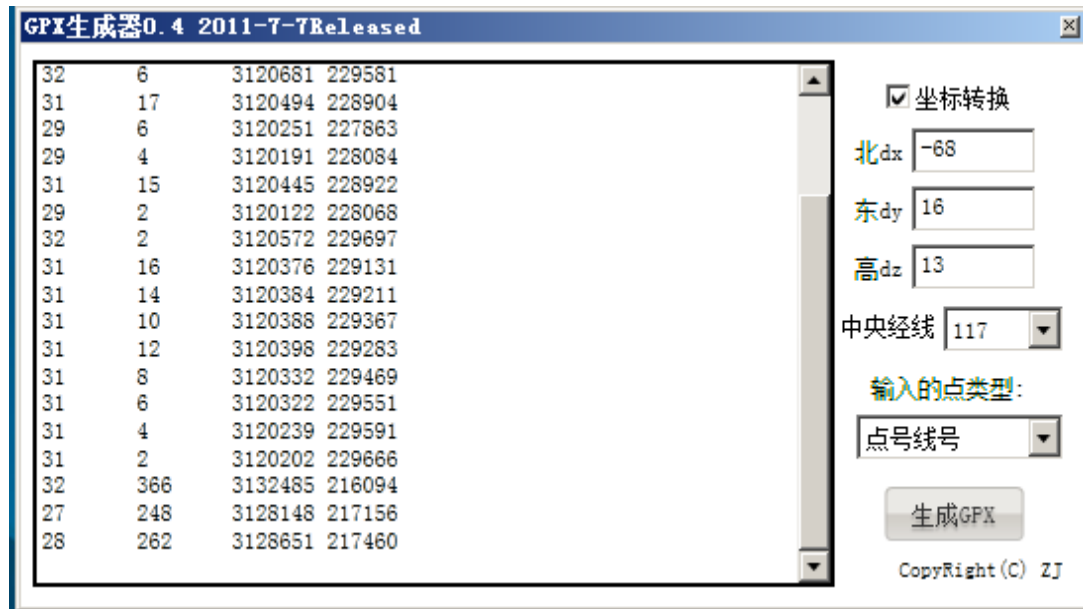 GPX生成器0.4 2011-7-7Released
32 6 3120681 229581
31 17 3120494 228904
29 6 3120251 227863
29 4 3120191 228084
31 15 3120445 228922
29 2 3120122 228068
32 2 3120572 229697
31 16 3120376 229131
31 14 3120384 229211
31 10 3120388 229367
31 12 3120398 229283
31 8 3120332 229469
31 6 3120322 229551
31 4 3120239 229591
31 2 3120202 229666
32 366 3132485 216094
27 248 3128148 217156
28 262 3128651 217460
坐标转换
北dx -68
东dy 16
高dz 13
中央经线 117
输入的点类型:
点号线号
生成GPX
CopyRight(C) ZJ